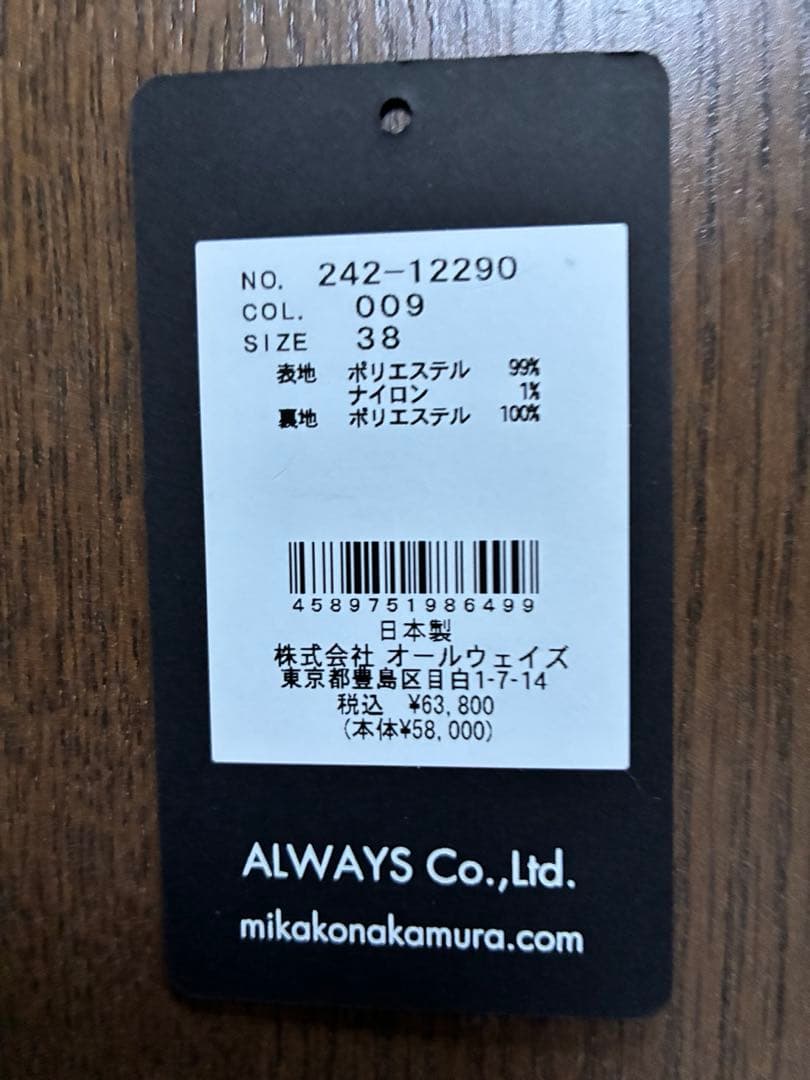 NO. 242-12290
COL. 009
SIZE 38
表地 ポリエステル 99%
ナイロン 1%
裏地 ポリエステル 100%
4589751986499
日本製
株式会社 オールウェイズ
東京都豊島区目白1-7-14
税込 ¥63,800
(本体¥58,000)
ALWAYS Co.,Ltd.
mikakonakamura.com